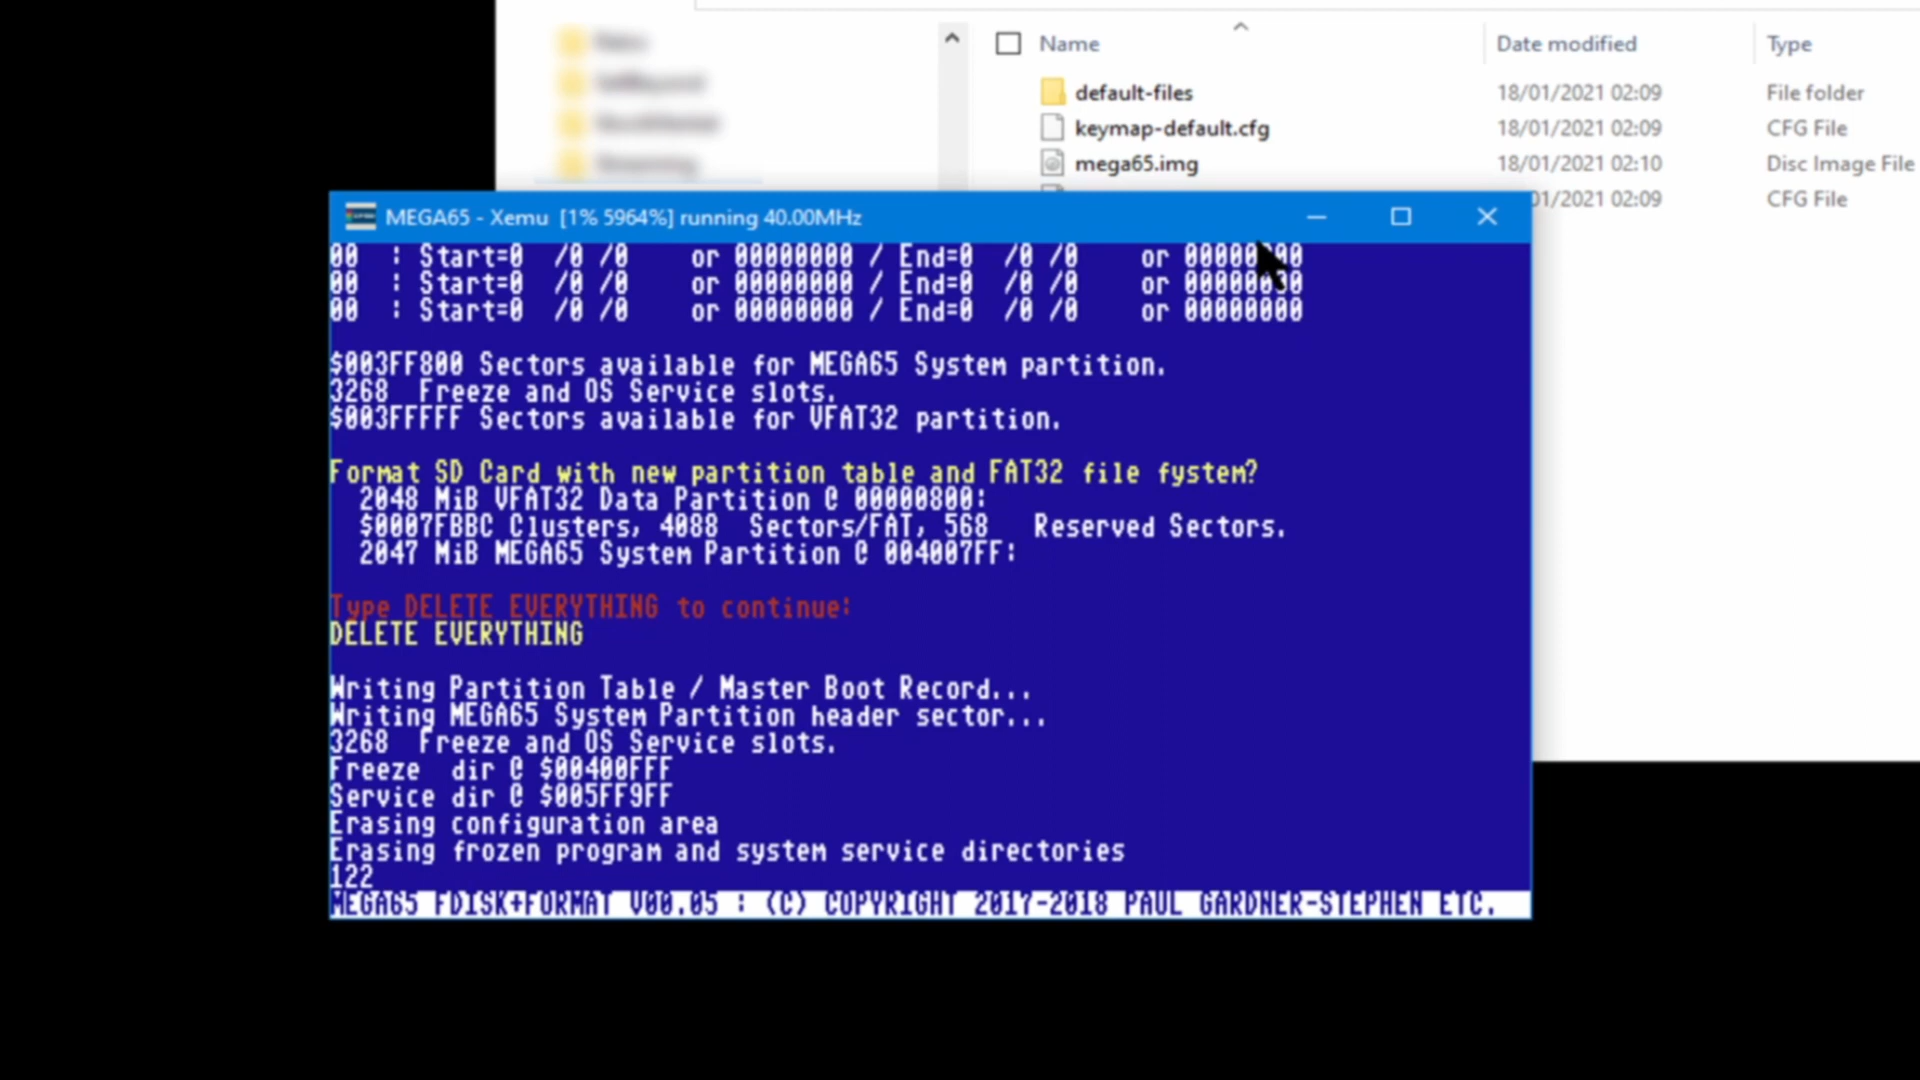 Name Date modified Type
default-files 18/01/2021 02:09 File folder
keymap-default.cfg 18/01/2021 02:09 CFG File
mega65.img 18/01/2021 02:10 Disc Image File
01/2021 02:09 CFG File
MEGA65 - Xemu [1% 5964%] running 40.00MHz
00 : Start=0 /0 /0 or 00000000 / End=0 /0 /0 or 00000000
00 : Start=0 /0 /0 or 00000000 / End=0 /0 /0 or 00000000
00 : Start=0 /0 /0 or 00000000 / End=0 /0 /0 or 00000000
$003FF800 Sectors available for MEGA65 System partition.
3268 Freeze and OS Service slots.
$003FFFFF Sectors available for VFAT32 partition.
Format SD Card with new partition table and FAT32 file fystem?
2048 MiB VFAT32 Data Partition @ 00000800:
$0007FBBC Clusters, 4088 Sectors/FAT, 568 Reserved Sectors.
2047 MiB MEGA65 System Partition @ 004007FF:
Type DELETE EVERYTHING to continue:
DELETE EVERYTHING
Writing Partition Table / Master Boot Record...
Writing MEGA65 System Partition header sector...
3268 Freeze and OS Service slots.
Freeze dir @ $00400FFF
Service dir @ $005FF9FF
Erasing configuration area
Erasing frozen program and system service directories
122
MEGA65 FDISK+FORMAT V00.05 : (C) COPYRIGHT 2017-2018 PAUL GARDNER-STEPHEN ETC.